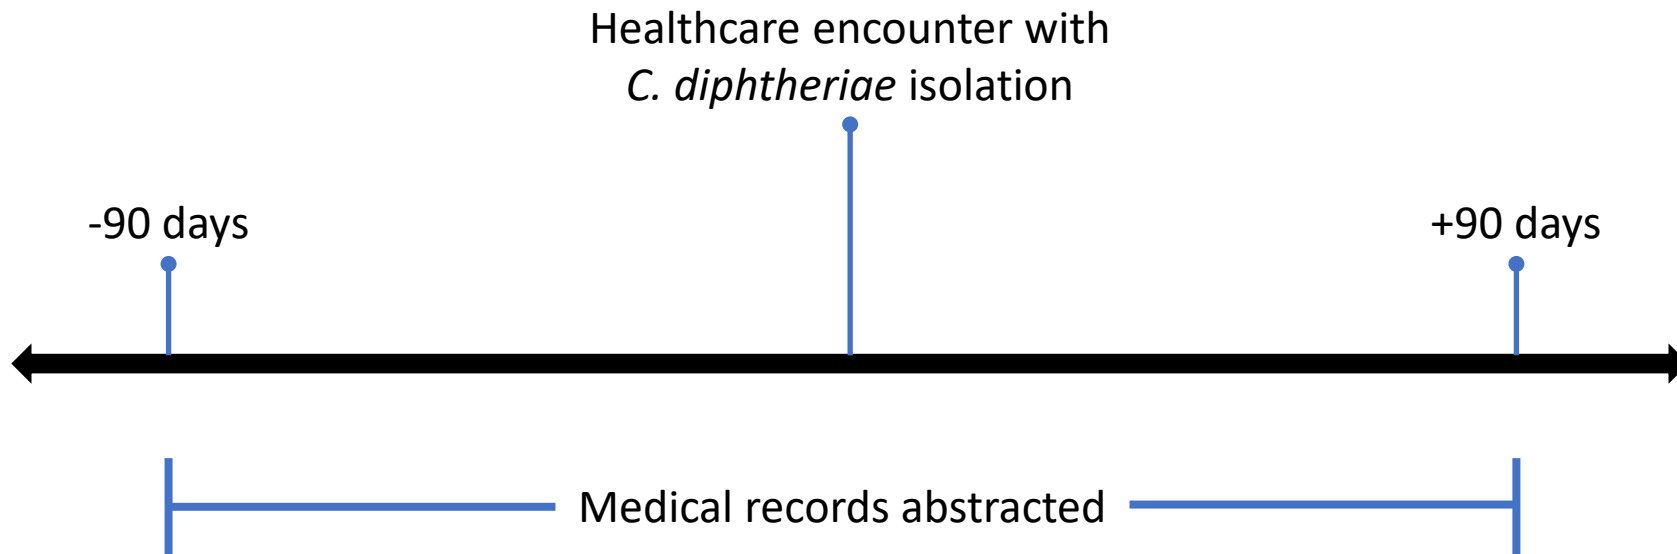 Healthcare encounter with
C. diphtheriae isolation
-90 days
+90 days
Medical records abstracted